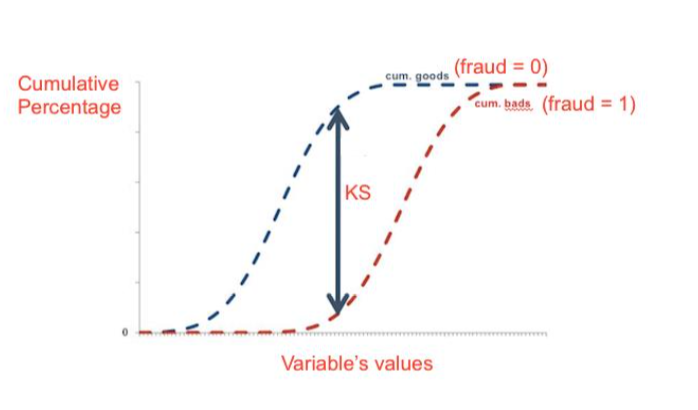 cum. goods (fraud = 0)
Cumulative
Percentage
cum. bads (fraud = 1)
KS
0
Variable's values